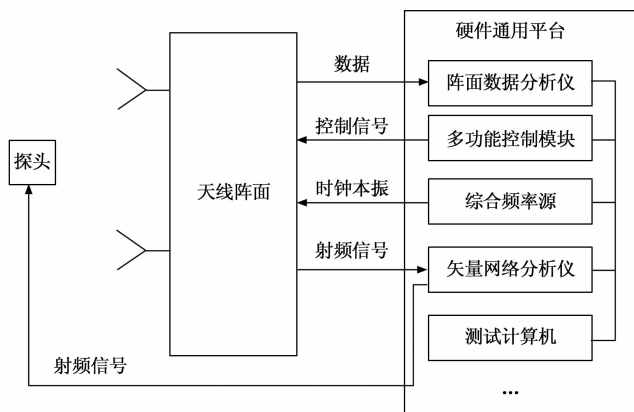 硬件通用平台
数据
阵面数据分析仪
控制信号
多功能控制模块
探头
天线阵面
时钟本振
综合频率源
射频信号
矢量网络分析仪
测试计算机
射频信号
...